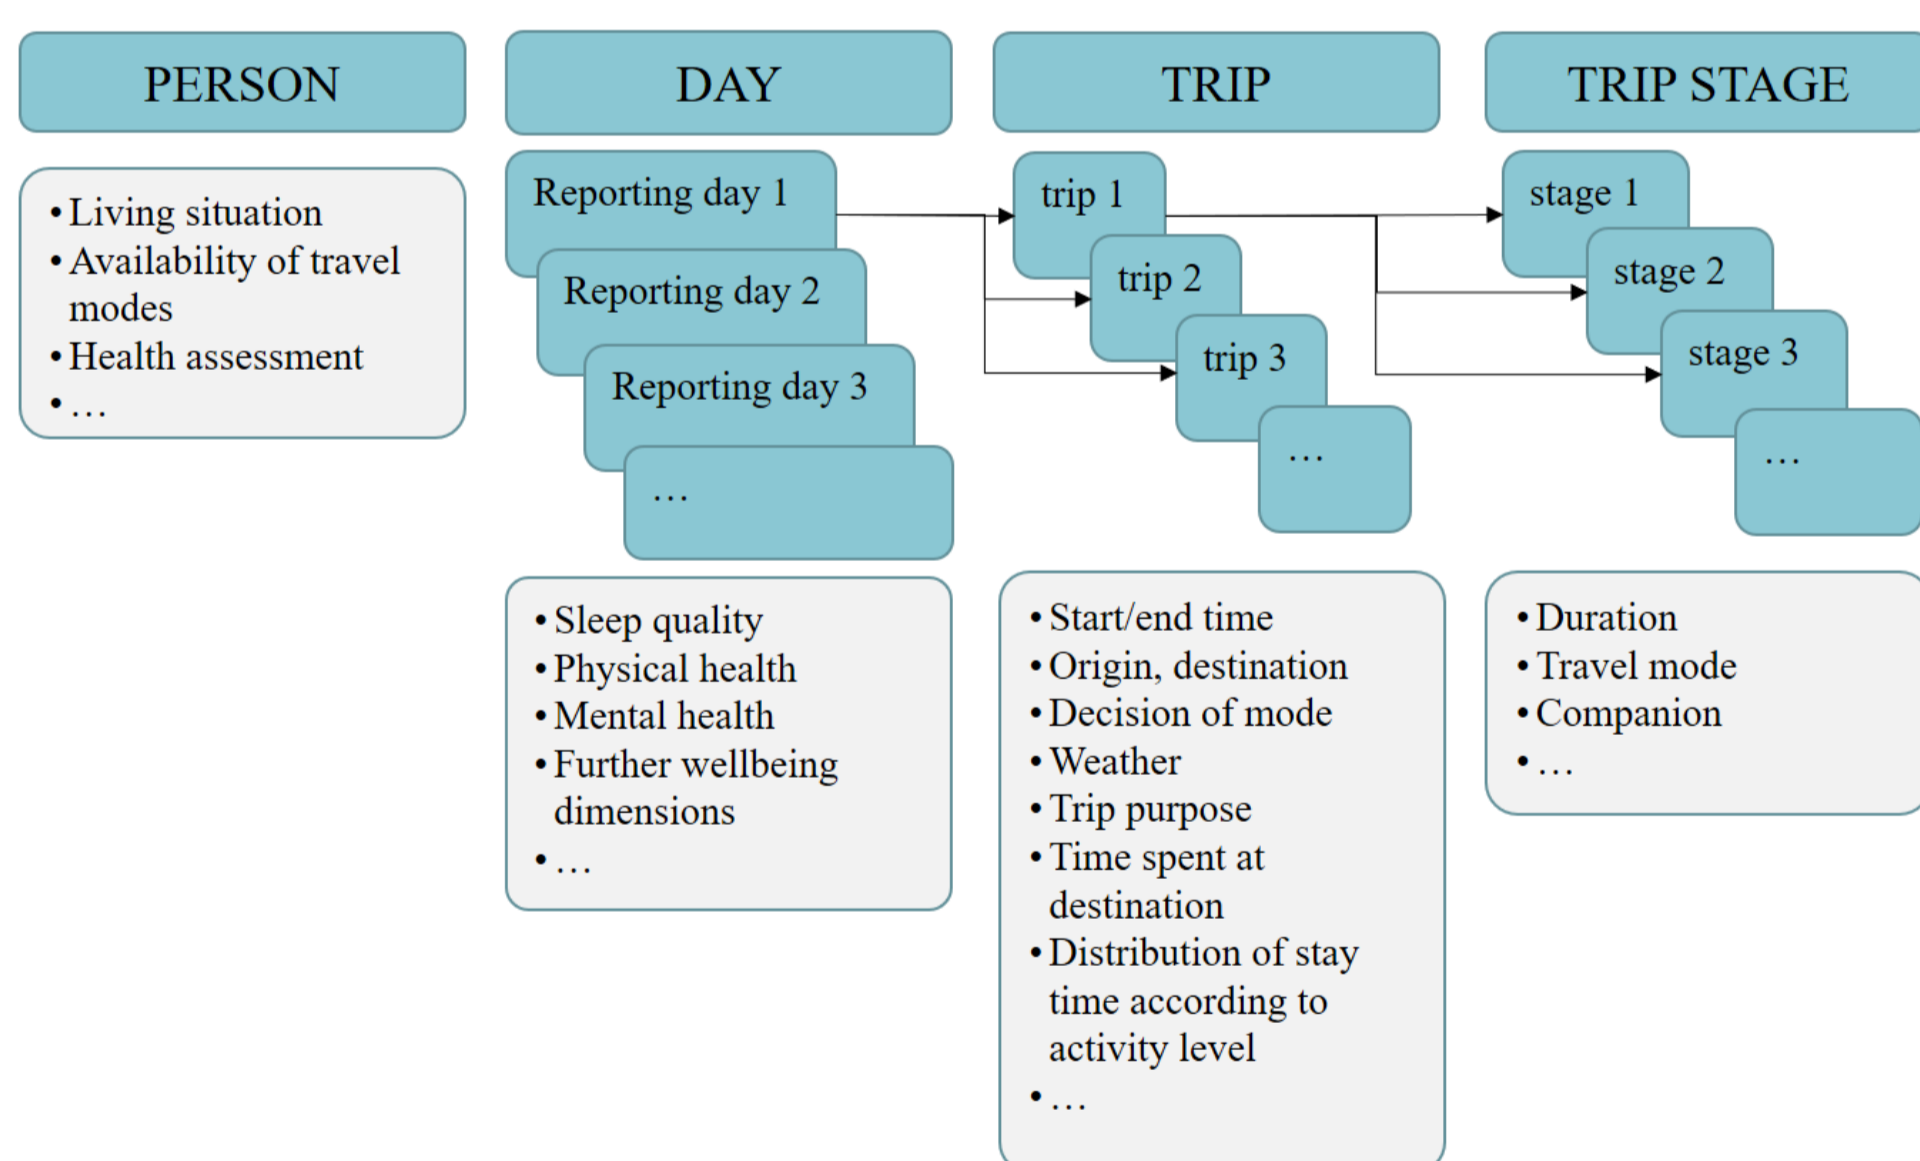 PERSON
DAY
TRIP
TRIP STAGE
• Living situation
• Availability of travel
modes
• Health assessment
• …
Reporting day 1
Reporting day 2
Reporting day 3
…
trip 1
trip 2
trip 3
…
stage 1
stage 2
stage 3
…
• Sleep quality
• Physical health
• Mental health
• Further wellbeing
dimensions
• …
• Start/end time
• Origin, destination
• Decision of mode
• Weather
• Trip purpose
• Time spent at
destination
• Distribution of stay
time according to
activity level
• …
• Duration
• Travel mode
• Companion
• …